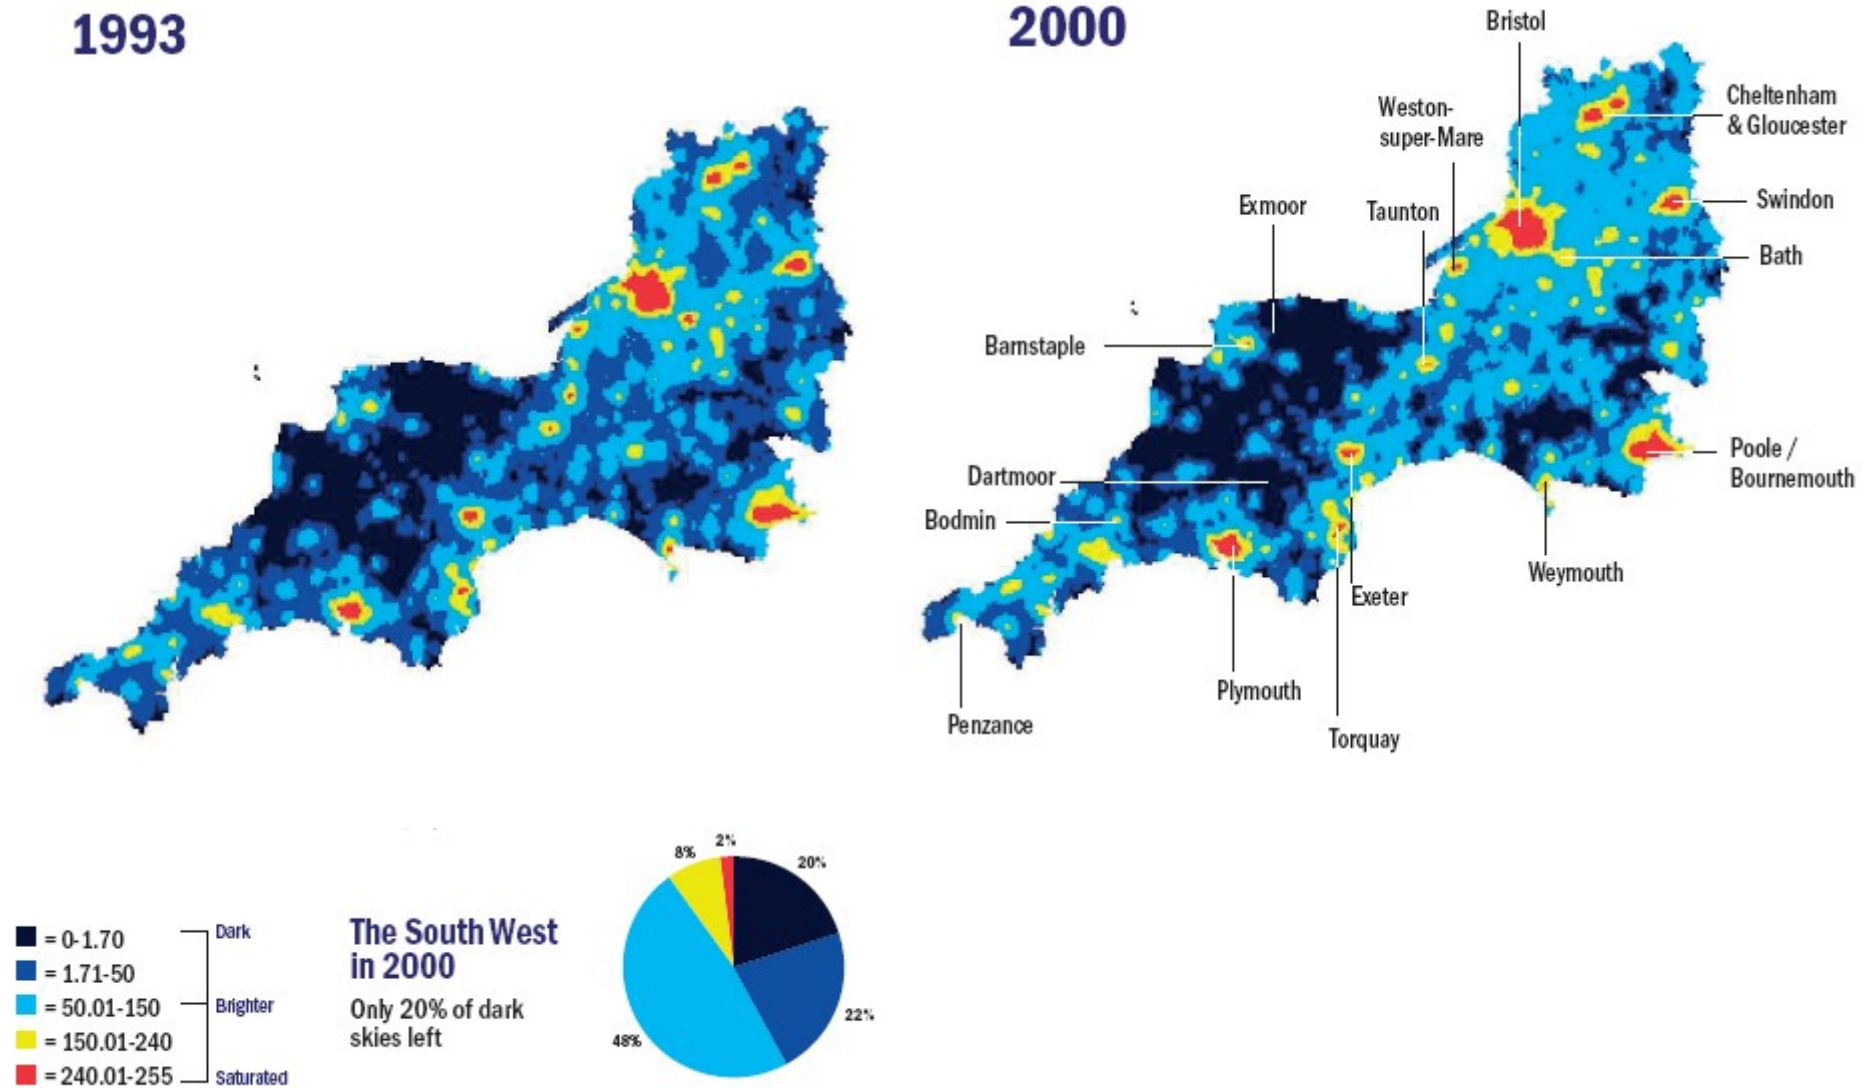 1993
2000
Bristol
Weston-
super-Mare
Cheltenham
& Gloucester
Exmoor
Taunton
Swindon
Bath
Barnstaple
Dartmoor
Bodmin
Poole /
Bournemouth
Weymouth
Exeter
Plymouth
Penzance
Torquay
= 0-1.70
= 1.71-50
= 50.01-150
= 150.01-240
= 240.01-255
Dark
Brighter
Saturated
The South West
in 2000
Only 20% of dark
skies left
2%
8%
20%
22%
48%